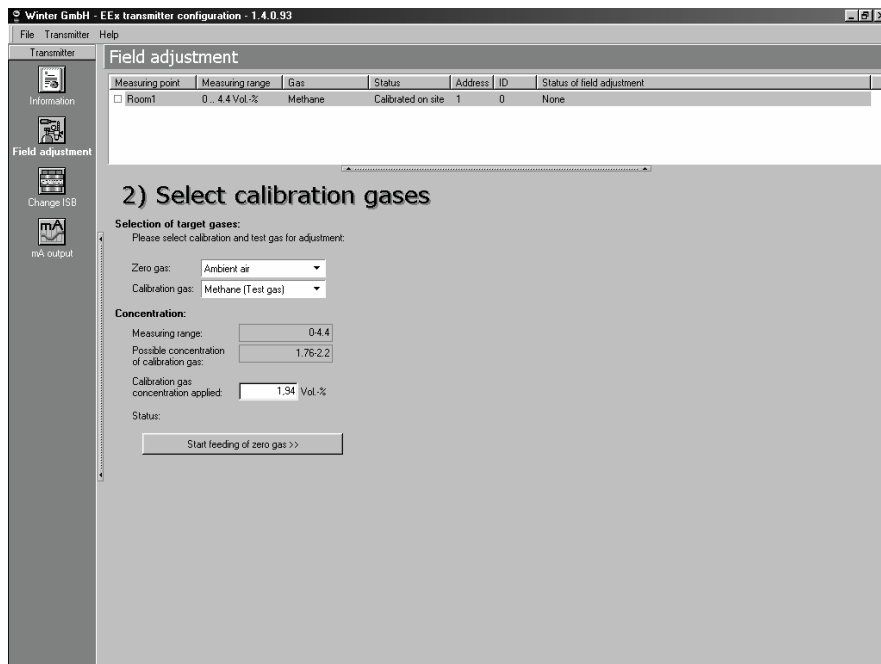 Winter GmbH - EEx transmitter configuration - 1.4.0.93
File Transmitter Help
Transmitter
Information
Field adjustment
Change ISB
mA
mA output
Field adjustment
Measuring point Measuring range Gas Status Address ID Status of field adjustment
Room1 0 .. 4.4 Vol.-% Methane Calibrated on site 1 0 None
2) Select calibration gases
Selection of target gases:
Please select calibration and test gas for adjustment:
Zero gas: Ambient air
Calibration gas: Methane (Test gas)
Concentration:
Measuring range: 0-4.4
Possible concentration
of calibration gas: 1.76-2.2
Calibration gas
concentration applied: 1,94 Vol.-%
Status:
Start feeding of zero gas >>